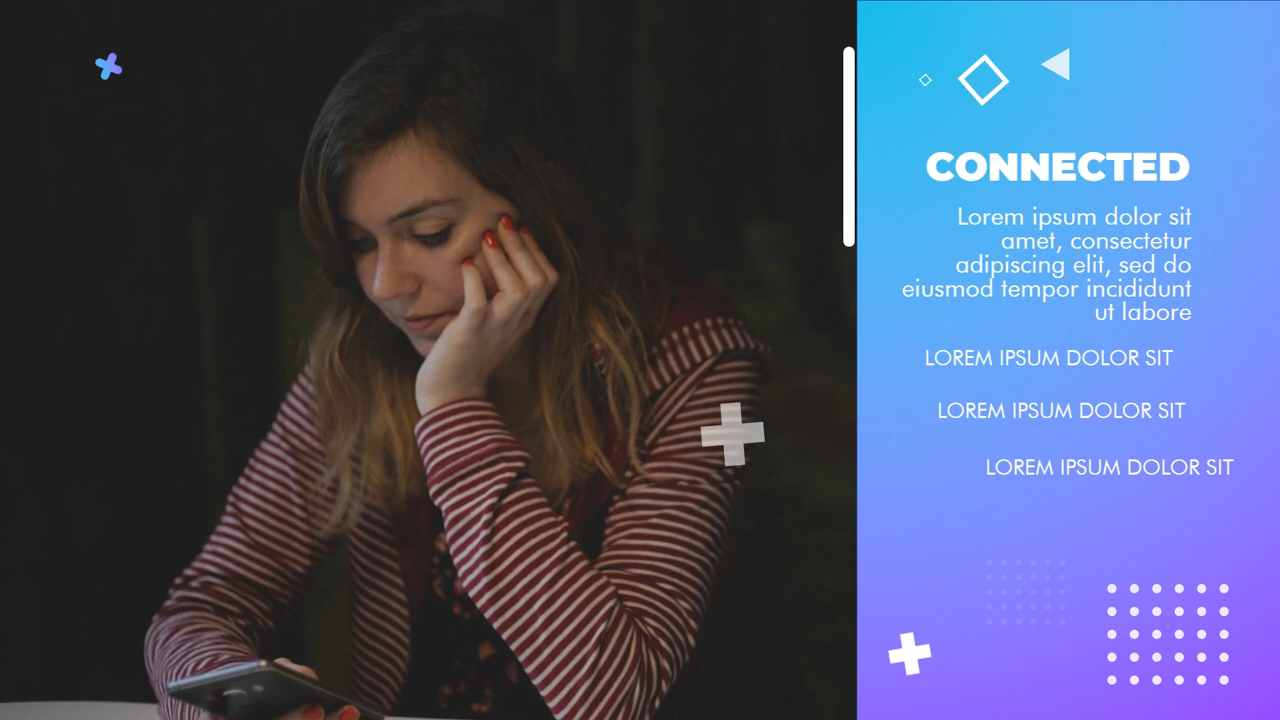 CONNECTED
Lorem ipsum dolor sit
amet, consectetur
adipiscing elit, sed do
eiusmod tempor incididunt
ut labore
LOREM IPSUM DOLOR SIT
LOREM IPSUM DOLOR SIT
LOREM IPSUM DOLOR SIT